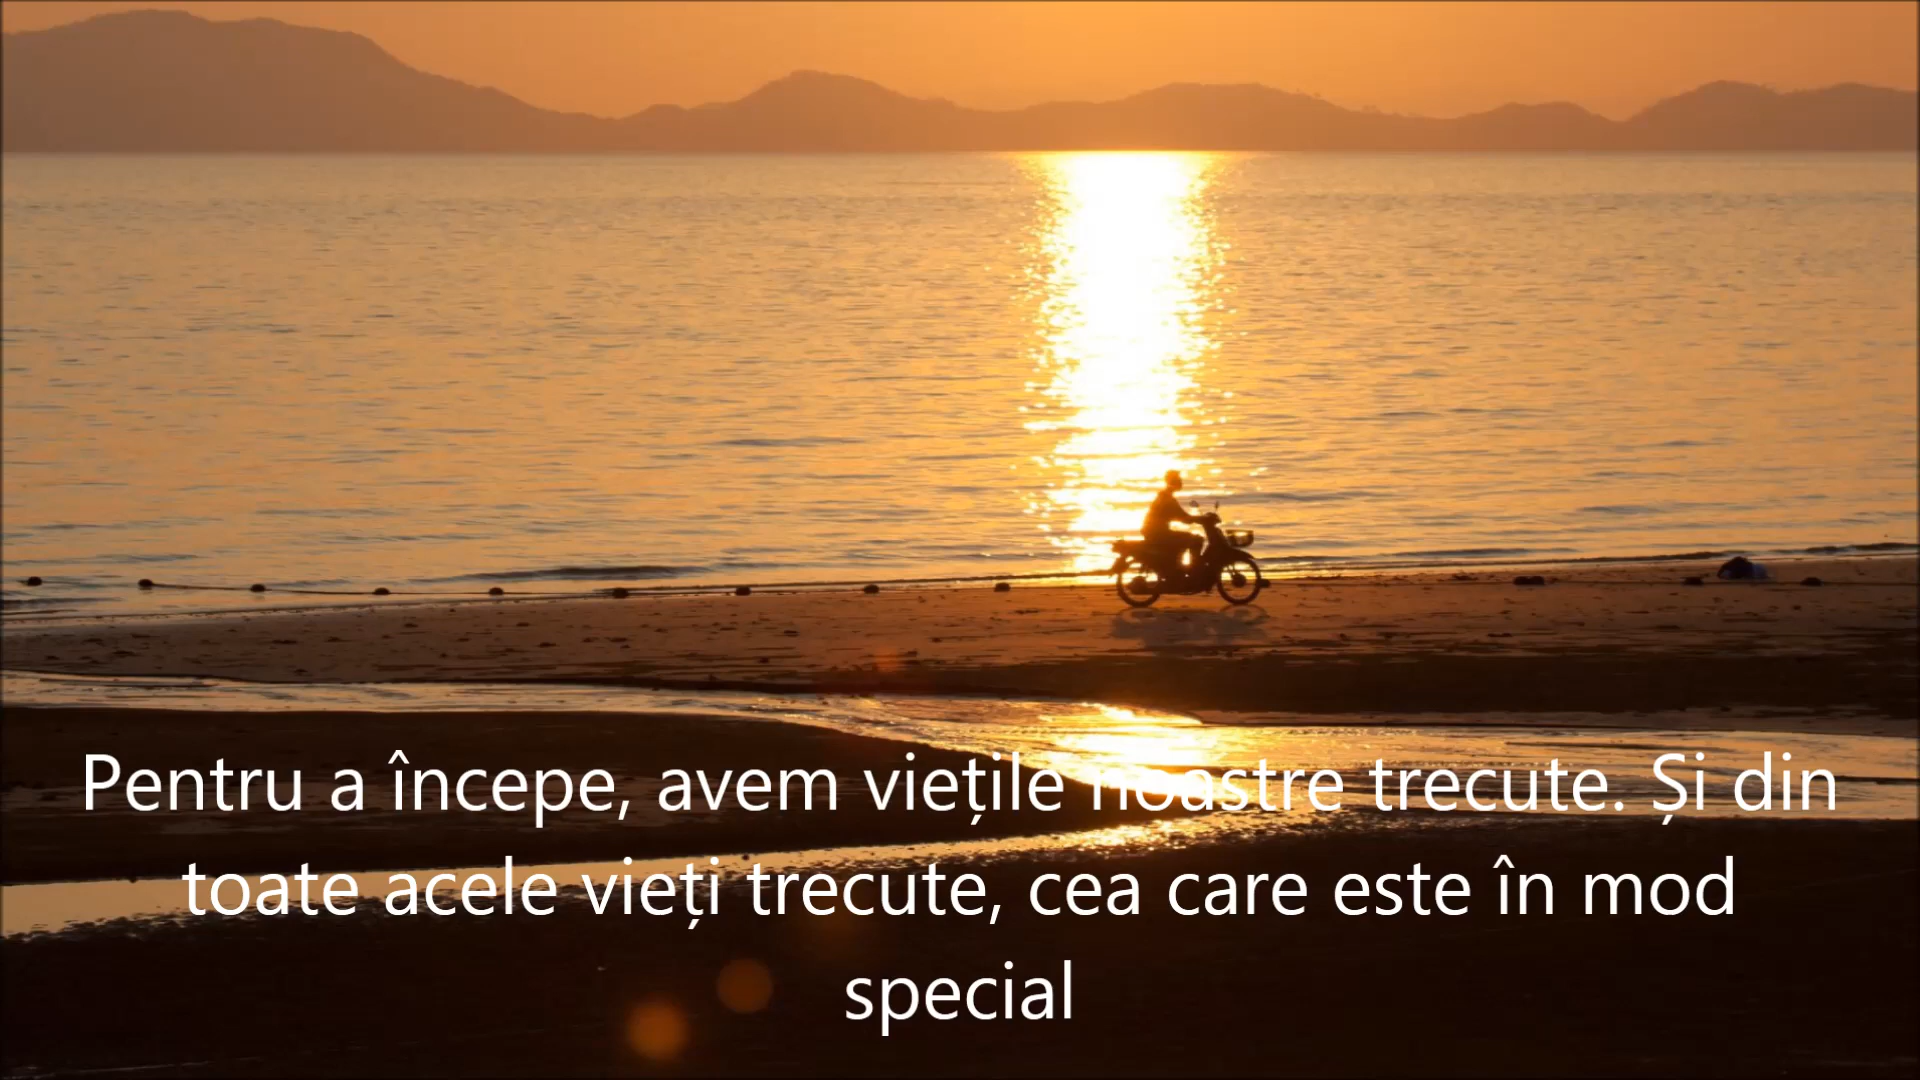 Pentru a începe, avem viețile noastre trecute. Și din
toate acele vieți trecute, cea care este în mod
special